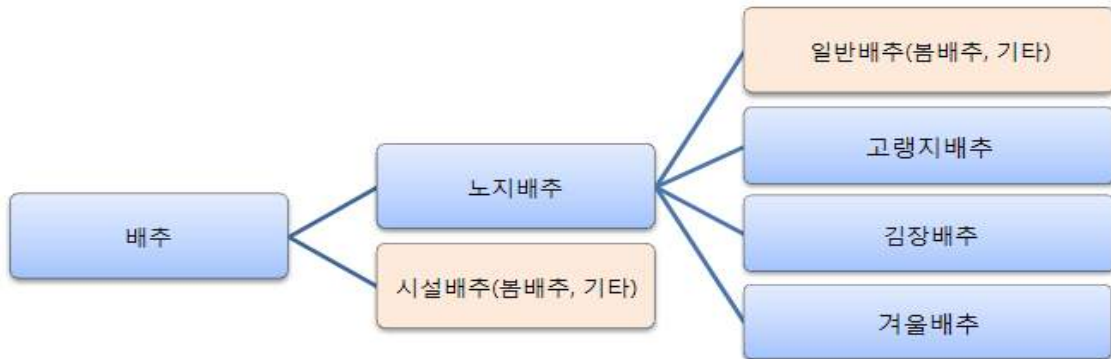 배추
노지배추
시설배추(봄배추, 기타)
일반배추(봄배추, 기타)
고랭지배추
김장배추
겨울배추